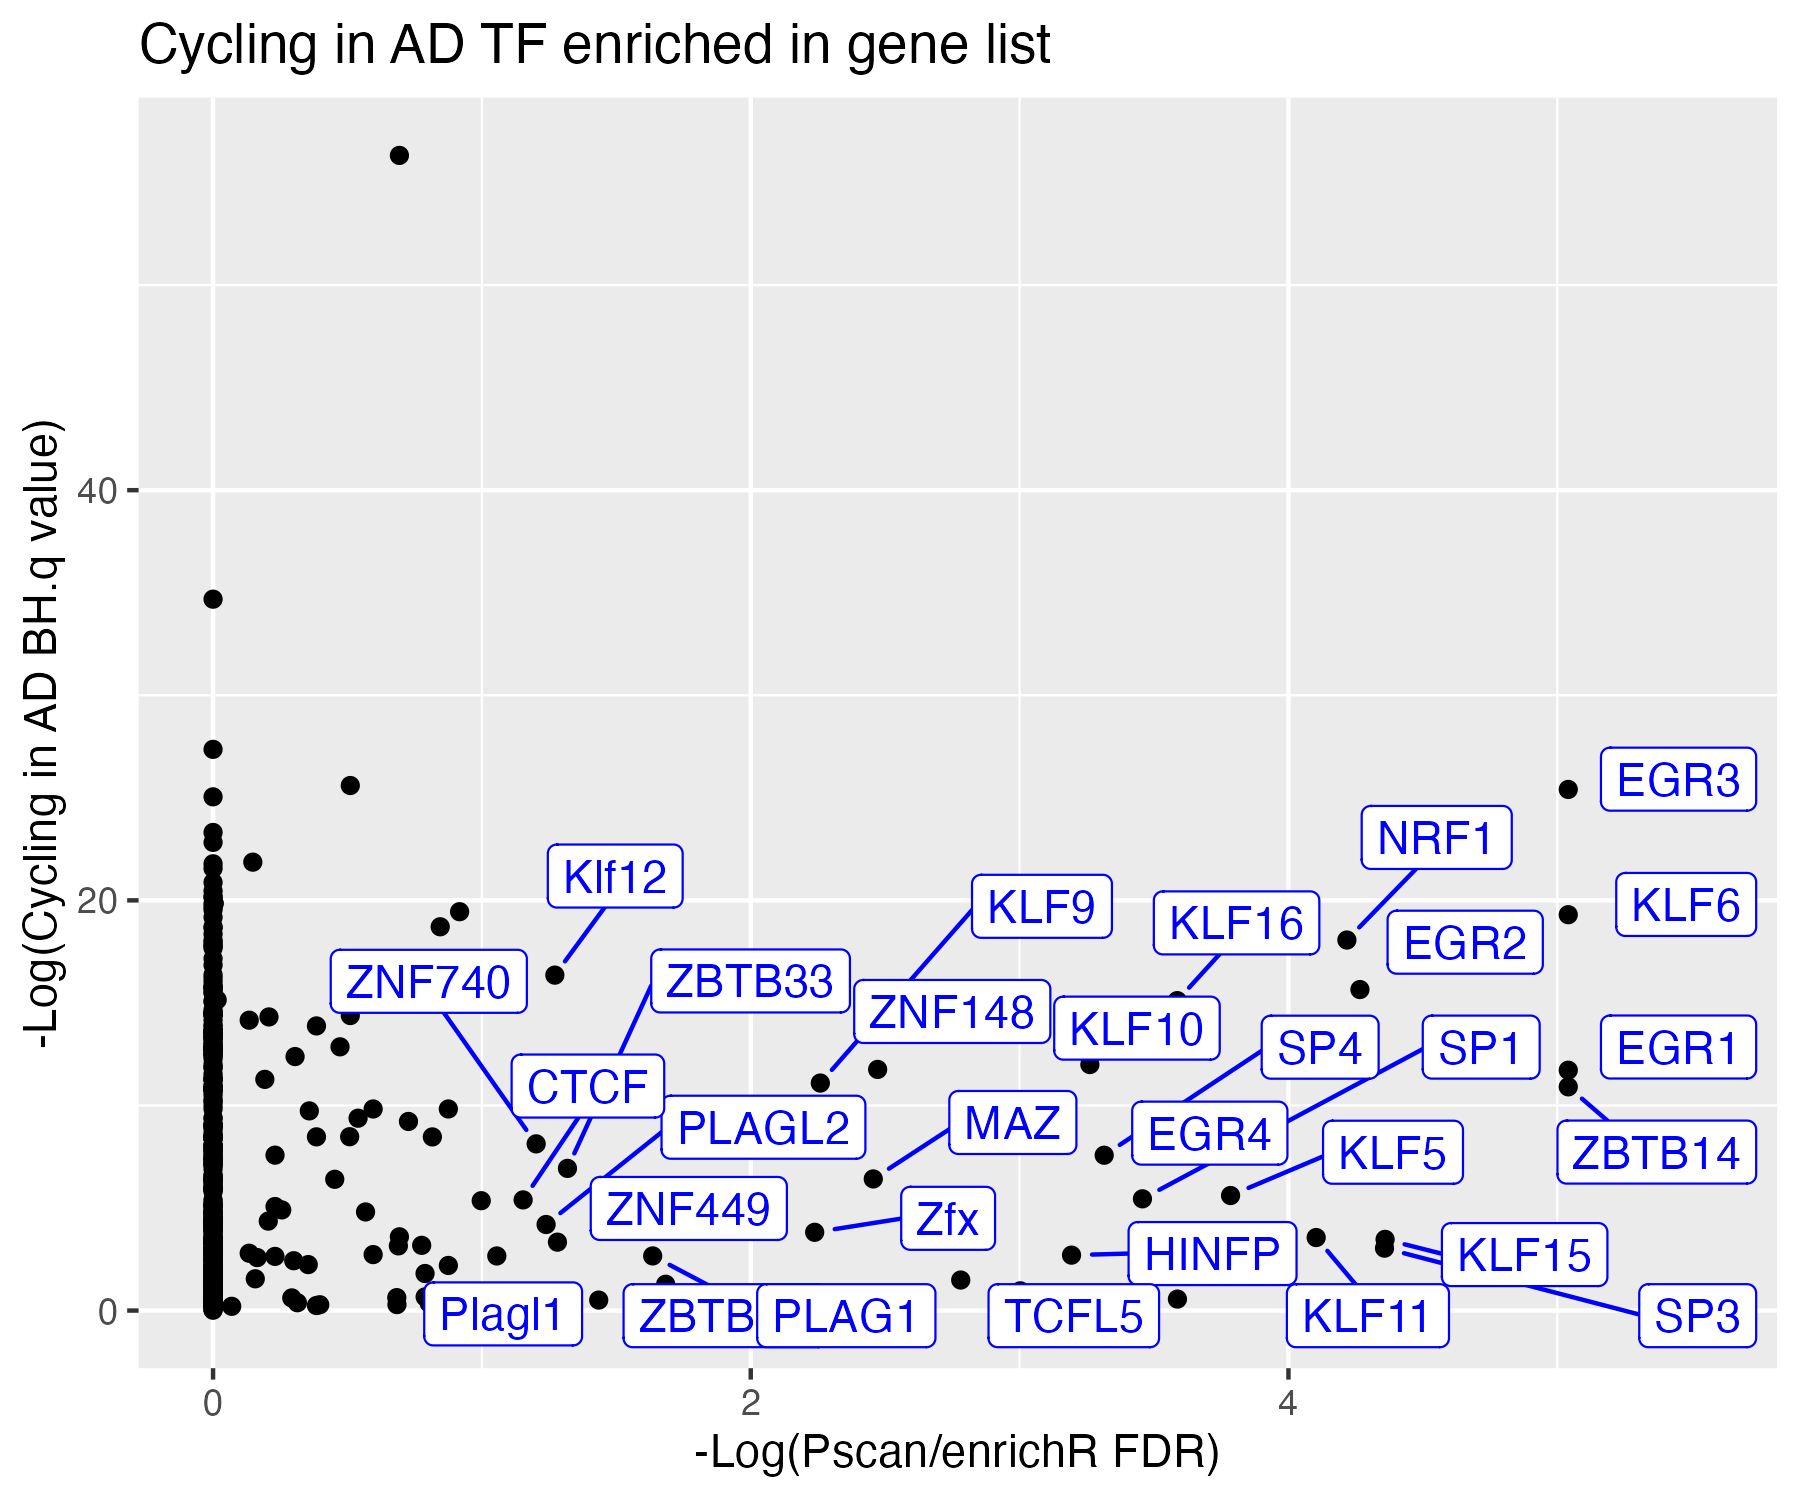 Cycling in AD TF enriched in gene list
-Log(Cycling in AD BH.q value)
40
20
0
EGR3
NRF1
Klf12
KLF6
KLF9
KLF16
EGR2
ZNF740
ZBTB33
ZNF148
KLF10
SP4
SP1
EGR1
CTCF
PLAGL2
MAZ
EGR4
KLF5
ZBTB14
ZNF449
Zfx
HINFP
KLF15
Plagl1
ZBTB
PLAG1
TCFL5
KLF11
SP3
0
2
4
-Log(Pscan/enrichR FDR)